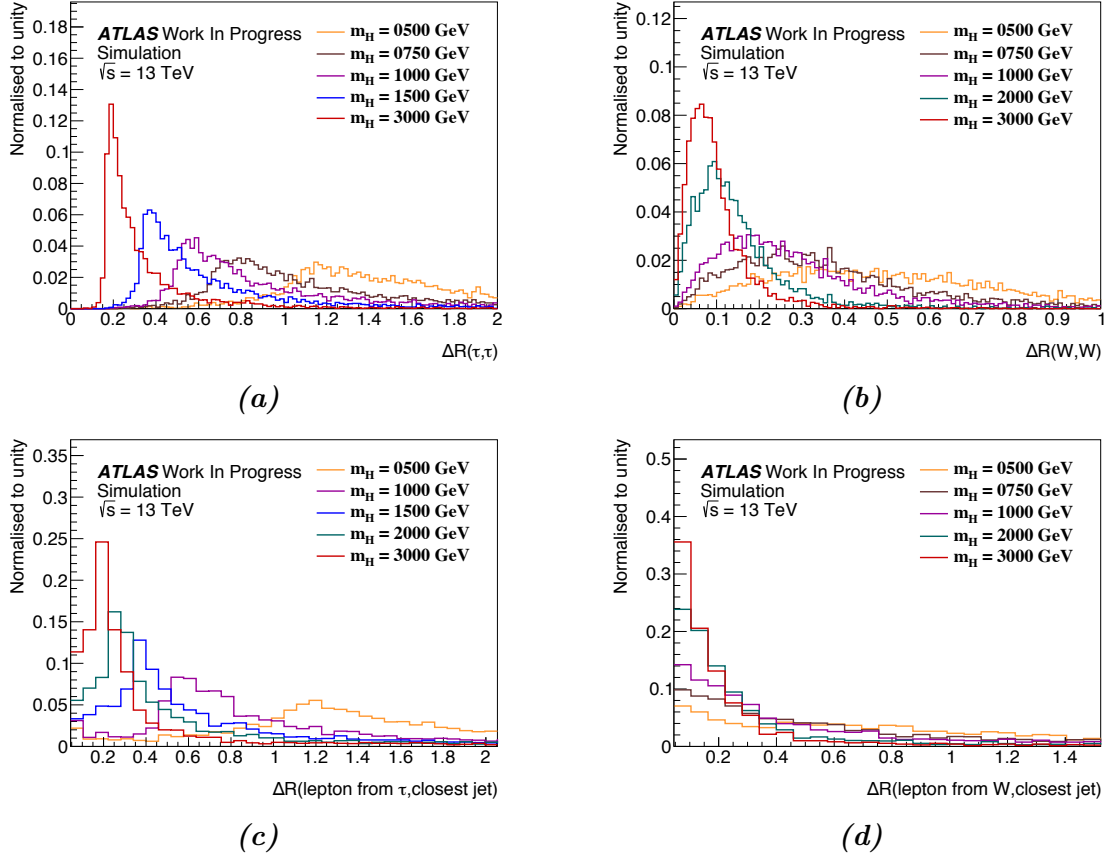 Normalised to unity
0.18
0.16
0.14
0.12
0.1
0.08
0.06
0.04
0.02
0
ATLAS Work In Progress
Simulation
√s = 13 TeV
m_H = 0500 GeV
m_H = 0750 GeV
m_H = 1000 GeV
m_H = 1500 GeV
m_H = 3000 GeV
0 0.2 0.4 0.6 0.8 1 1.2 1.4 1.6 1.8 2
ΔR(τ,τ)
(a)
Normalised to unity
0.12
0.1
0.08
0.06
0.04
0.02
0
ATLAS Work In Progress
Simulation
√s = 13 TeV
m_H = 0500 GeV
m_H = 0750 GeV
m_H = 1000 GeV
m_H = 2000 GeV
m_H = 3000 GeV
0 0.1 0.2 0.3 0.4 0.5 0.6 0.7 0.8 0.9 1
ΔR(W,W)
(b)
Normalised to unity
0.35
0.3
0.25
0.2
0.15
0.1
0.05
0
ATLAS Work In Progress
Simulation
√s = 13 TeV
m_H = 0500 GeV
m_H = 1000 GeV
m_H = 1500 GeV
m_H = 2000 GeV
m_H = 3000 GeV
0.2 0.4 0.6 0.8 1 1.2 1.4 1.6 1.8 2
ΔR(lepton from τ,closest jet)
(c)
Normalised to unity
0.5
0.4
0.3
0.2
0.1
0
ATLAS Work In Progress
Simulation
√s = 13 TeV
m_H = 0500 GeV
m_H = 0750 GeV
m_H = 1000 GeV
m_H = 2000 GeV
m_H = 3000 GeV
0.2 0.4 0.6 0.8 1 1.2 1.4
ΔR(lepton from W,closest jet)
(d)